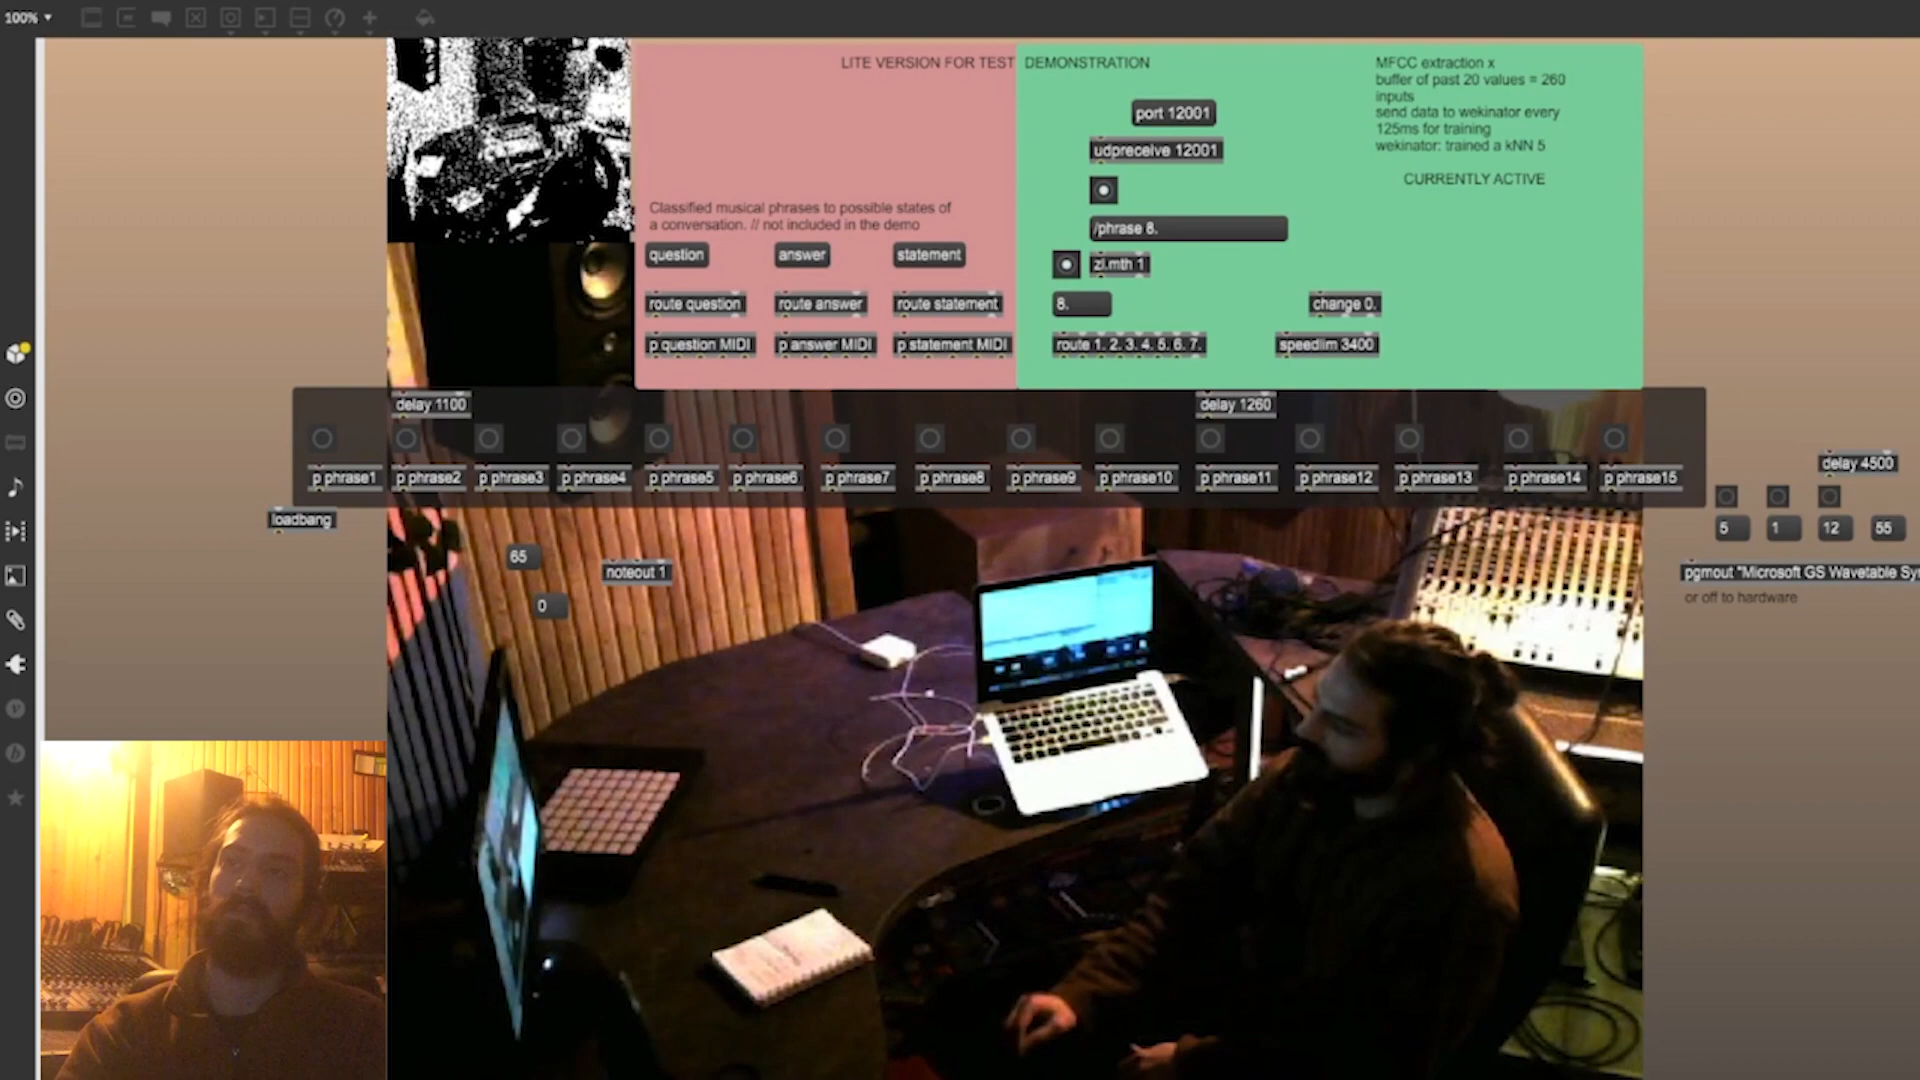 100%
LITE VERSION FOR TEST DEMONSTRATION
MFCC extraction x
buffer of past 20 values = 260
inputs
send data to wekinator every
125ms for training
wekinator: trained a kNN 5
CURRENTLY ACTIVE
port 12001
udpreceive 12001
/phrase 8.
zl.mth 1
8.
change 0.
route 1. 2. 3. 4. 5. 6. 7.
speedlim 3400
Classified musical phrases to possible states of
a conversation. // not included in the demo
question answer statement
route question route answer route statement
p question MIDI p answer MIDI p statement MIDI
delay 1100 delay 1260
p phrase1 p phrase2 p phrase3 p phrase4 p phrase5 p phrase6 p phrase7 p phrase8 p phrase9 p phrase10 p phrase11 p phrase12 p phrase13 p phrase14 p phrase15
delay 4500
loadbang
5 1 12 55
65
noteout 1
0
pgmout "Microsoft GS Wavetable Sy
or off to hardware